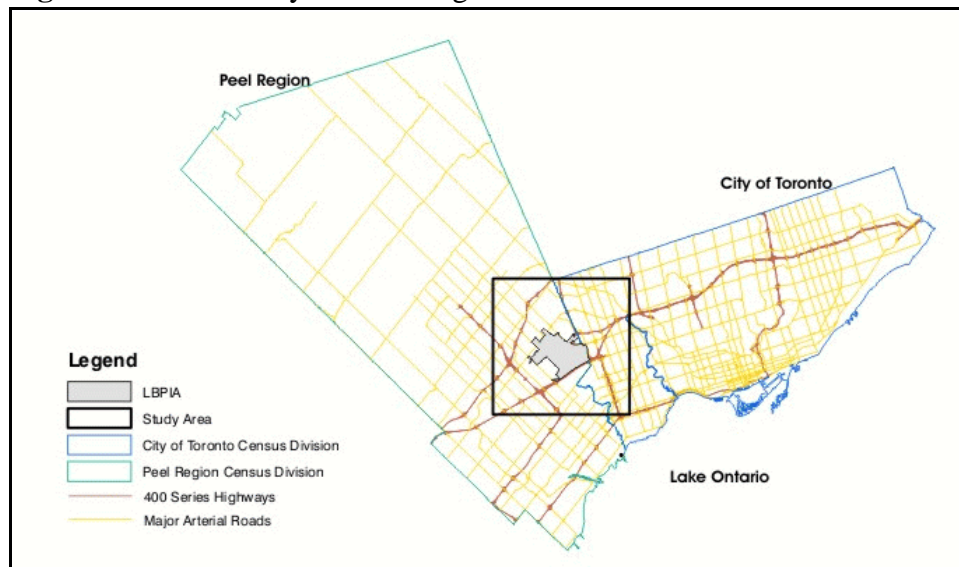 Peel Region
City of Toronto
Legend
LBPIA
Study Area
City of Toronto Census Division
Peel Region Census Division
400 Series Highways
Major Arterial Roads
Lake Ontario